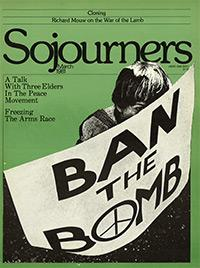 Cloning
Richard Mouw on the War of the Lamb
Sojourners
March
1981
A Talk
With Three Elders
In The Peace
Movement
Freezing
The Arms Race
BAN
THE
BOMB